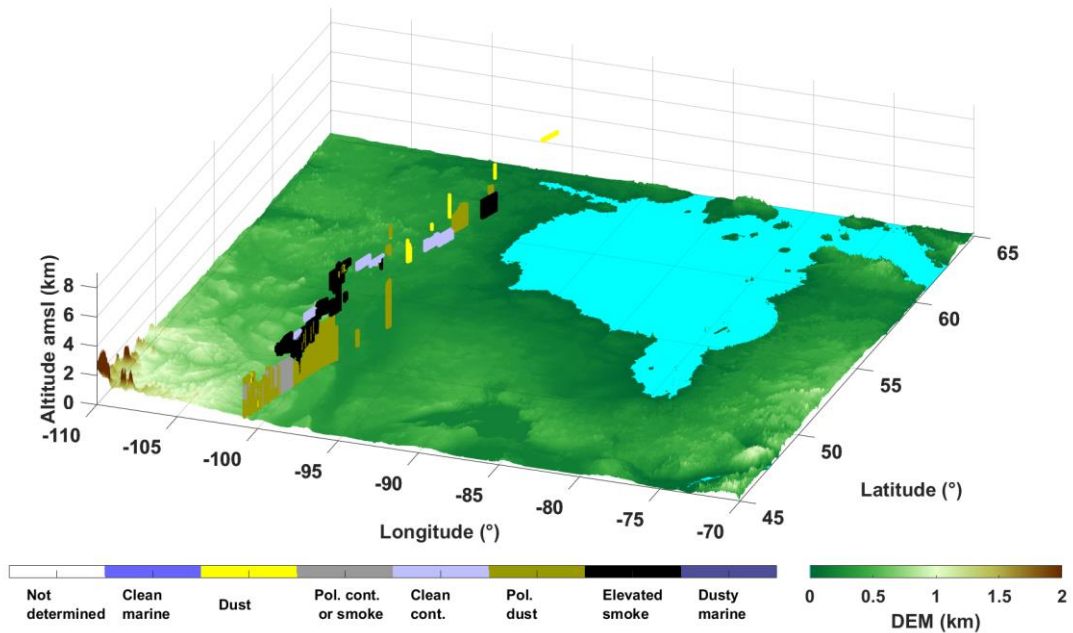 8
6
4
2
0
Altitude amsl (km)
-110
-105
-100
-95
-90
-85
-80
-75
-70
Longitude (°)
45
50
55
60
65
Latitude (°)
Not
determined
Clean
marine
Dust
Pol. cont.
or smoke
Clean
cont.
Pol.
dust
Elevated
smoke
Dusty
marine
0
0.5
1
1.5
2
DEM (km)